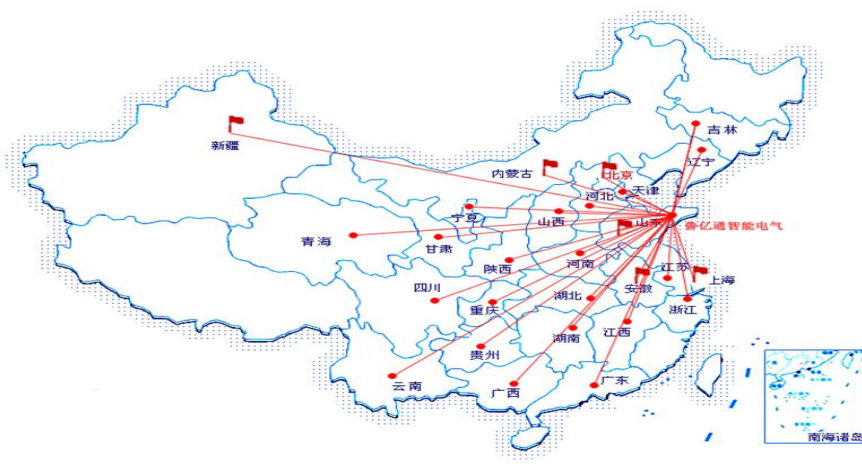 吉林
辽宁
新疆
内蒙古
北京
天津
河北
宁夏
山西
山东
鲁亿通智能电气
青海
甘肃
河南
陕西
江苏
上海
四川
安徽
湖北
重庆
浙江
江西
湖南
贵州
云南
广西
广东
南海诸岛